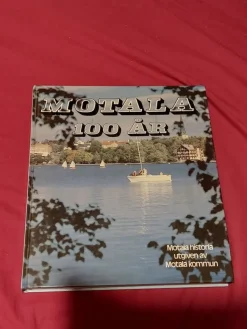 MOTALA
100 ÅR
Motala historia
utgiven av
Motala kommun